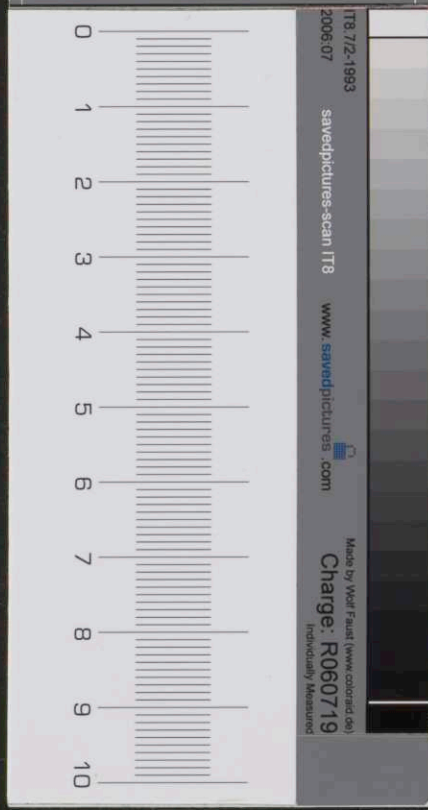 0
1
2
3
4
5
6
7
8
9
10
IT8.7/2-1993
2006:07
savedpictures-scan IT8
www.savedpictures.com
Made by Wolf Faust (www.coloraid.de)
Charge: R060719
Individually Measured